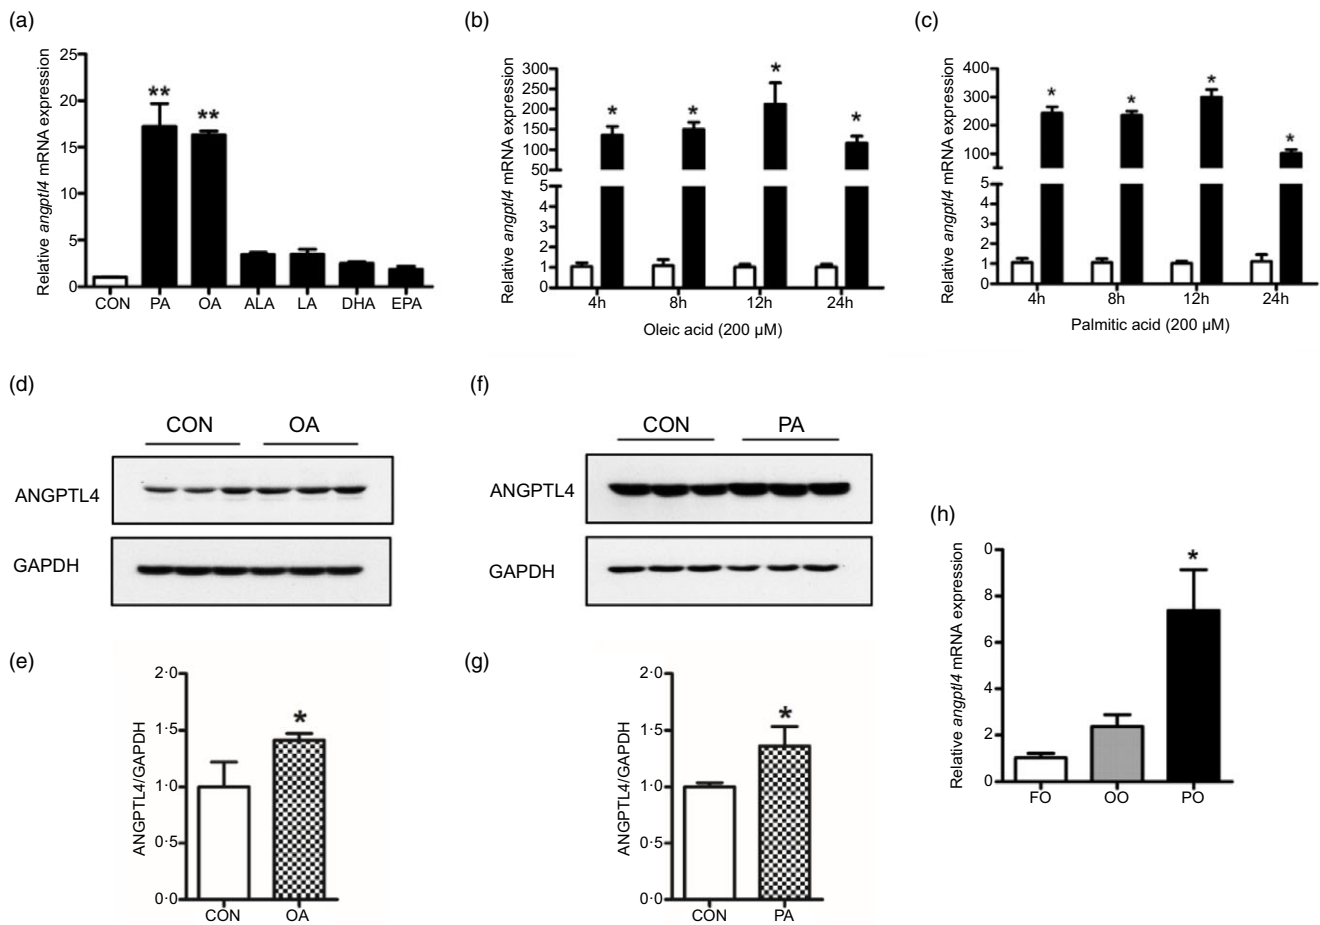 (a)
Relative angptl4 mRNA expression
25
20
15
10
5
0
**
**
CON PA OA ALA LA DHA EPA
(b)
Relative angptl4 mRNA expression
300
250
200
150
100
50
5
4
3
2
1
0
*
*
*
*
4h 8h 12h 24h
Oleic acid (200 μM)
(c)
Relative angptl4 mRNA expression
400
300
200
100
5
4
3
2
1
0
*
*
*
*
4h 8h 12h 24h
Palmitic acid (200 μM)
(d)
CON OA
ANGPTL4
GAPDH
(f)
CON PA
ANGPTL4
GAPDH
(e)
ANGPTL4/GAPDH
2·0
1·5
1·0
0·5
0·0
*
CON OA
(g)
ANGPTL4/GAPDH
2·0
1·5
1·0
0·5
0·0
*
CON PA
(h)
Relative angptl4 mRNA expression
0
8
6
4
2
0
*
FO OO PO